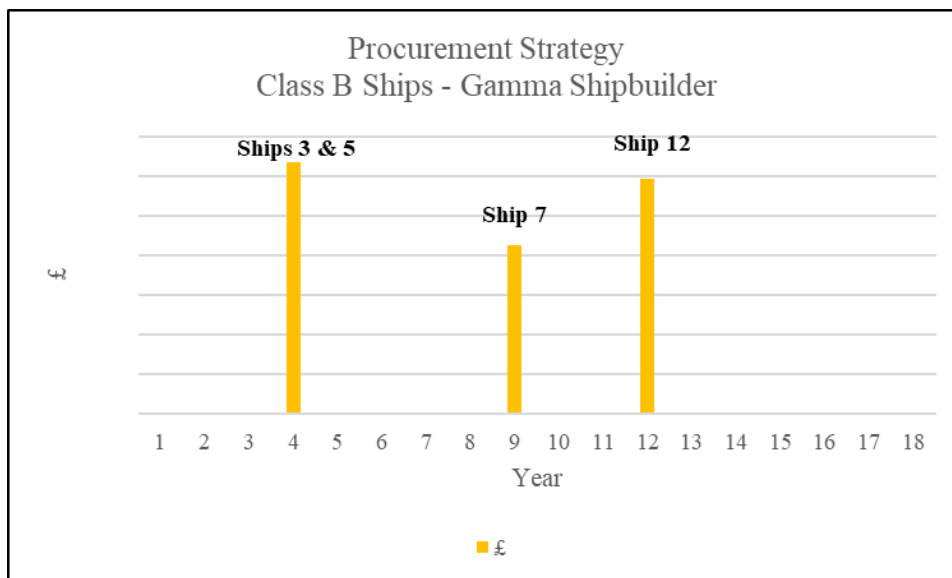 Procurement Strategy
Class B Ships - Gamma Shipbuilder
Ships 3 & 5
Ship 12
Ship 7
£
1 2 3 4 5 6 7 8 9 10 11 12 13 14 15 16 17 18
Year
£